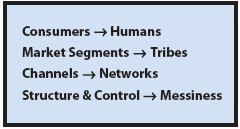 Consumers → Humans
Market Segments → Tribes
Channels → Networks
Structure & Control → Messiness